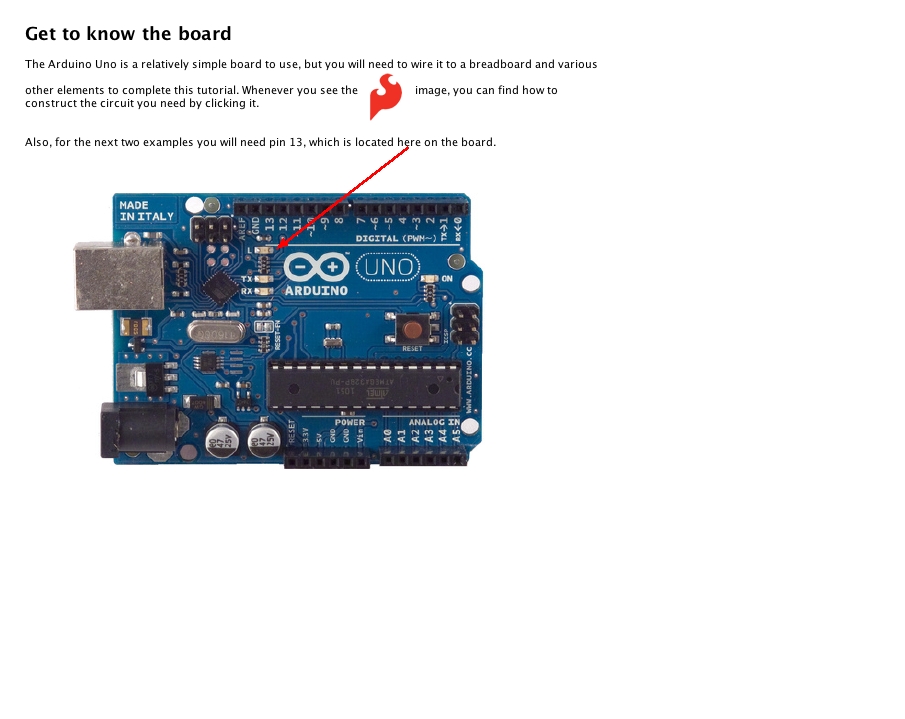 Get to know the board
The Arduino Uno is a relatively simple board to use, but you will need to wire it to a breadboard and various
other elements to complete this tutorial. Whenever you see the image, you can find how to
construct the circuit you need by clicking it.
Also, for the next two examples you will need pin 13, which is located here on the board.
MADE
IN ITALY
AREF
GND
13
12
11
~10
~9
8
7
~6
~5
4
~3
2
TX→1
RX←0
DIGITAL (PWM~)
L
TX
RX
ARDUINO
UNO
ON
RESET-EN
RESET
ICSP
WWW.ARDUINO.CC
ATMEL
POWER
ANALOG IN
RESET
3.3V
5V
GND
GND
Vin
A0
A1
A2
A3
A4
A5
47
25V
47
25V